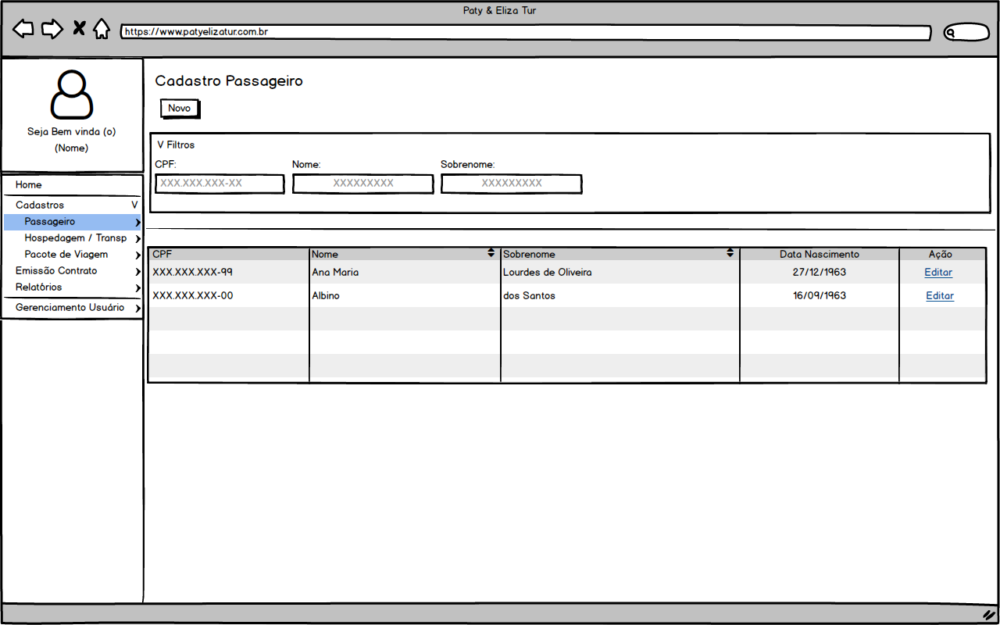 Paty & Eliza Tur
https://www.patyelizatur.com.br
Seja Bem vinda (o)
(Nome)
Home
Cadastros V
Passageiro
Hospedagem / Transp
Pacote de Viagem
Emissão Contrato
Relatórios
Gerenciamento Usuário
Cadastro Passageiro
Novo
V Filtros
CPF: Nome: Sobrenome:
XXX.XXX.XXX-XX XXXXXXXXX XXXXXXXXX
CPF Nome Sobrenome Data Nascimento Ação
XXX.XXX.XXX-99 Ana Maria Lourdes de Oliveira 27/12/1963 Editar
XXX.XXX.XXX-00 Albino dos Santos 16/09/1963 Editar